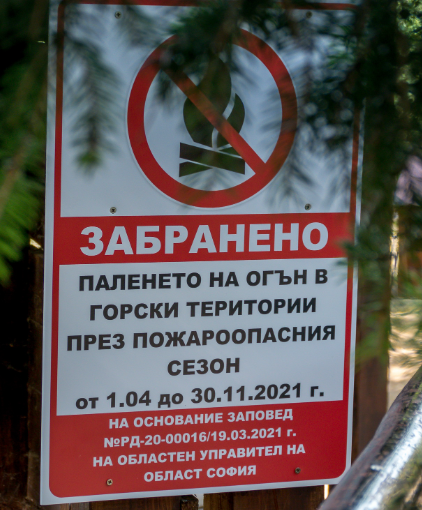 ЗАБРАНЕНО
ПАЛЕНЕТО НА ОГЪН В
ГОРСКИ ТЕРИТОРИИ
ПРЕЗ ПОЖАРООПАСНИЯ
СЕЗОН
от 1.04 до 30.11.2021 г.
НА ОСНОВАНИЕ ЗАПОВЕД
№РД-20-00016/19.03.2021 г.
НА ОБЛАСТЕН УПРАВИТЕЛ НА
ОБЛАСТ СОФИЯ